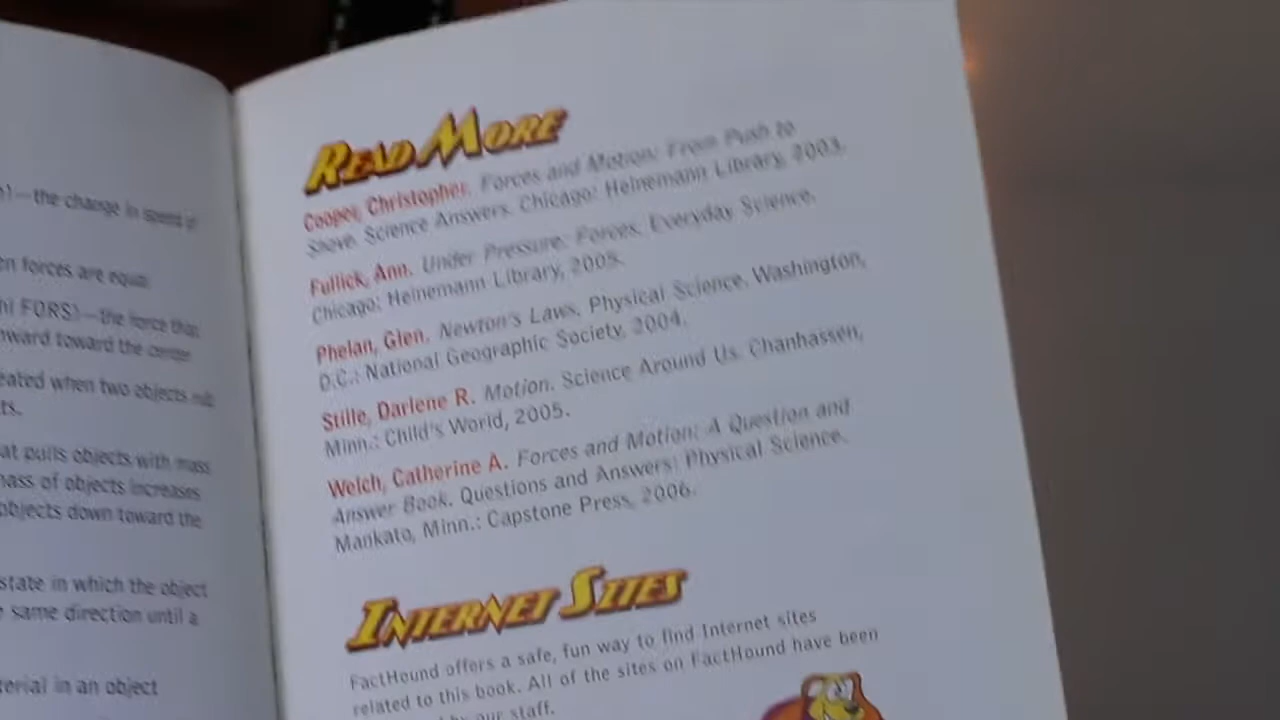 )—the change in speed o
n forces are equal
FORS)—the force that
ward toward the center
eated when two objects rub
ts.
at pulls objects with mass
mass of objects increases
objects down toward the
state in which the object
same direction until a
terial in an object
READ MORE
Cooper, Christopher. Forces and Motion: From Push to
Shove. Science Answers. Chicago: Heinemann Library, 2003.
Fullick, Ann. Under Pressure: Forces. Everyday Science.
Chicago: Heinemann Library, 2005.
Phelan, Glen. Newton's Laws. Physical Science. Washington,
D.C.: National Geographic Society, 2004.
Stille, Darlene R. Motion. Science Around Us. Chanhassen,
Minn.: Child's World, 2005.
Welch, Catherine A. Forces and Motion: A Question and
Answer Book. Questions and Answers: Physical Science.
Mankato, Minn.: Capstone Press, 2006.
INTERNET SITES
FactHound offers a safe, fun way to find Internet sites
related to this book. All of the sites on FactHound have been
by our staff.